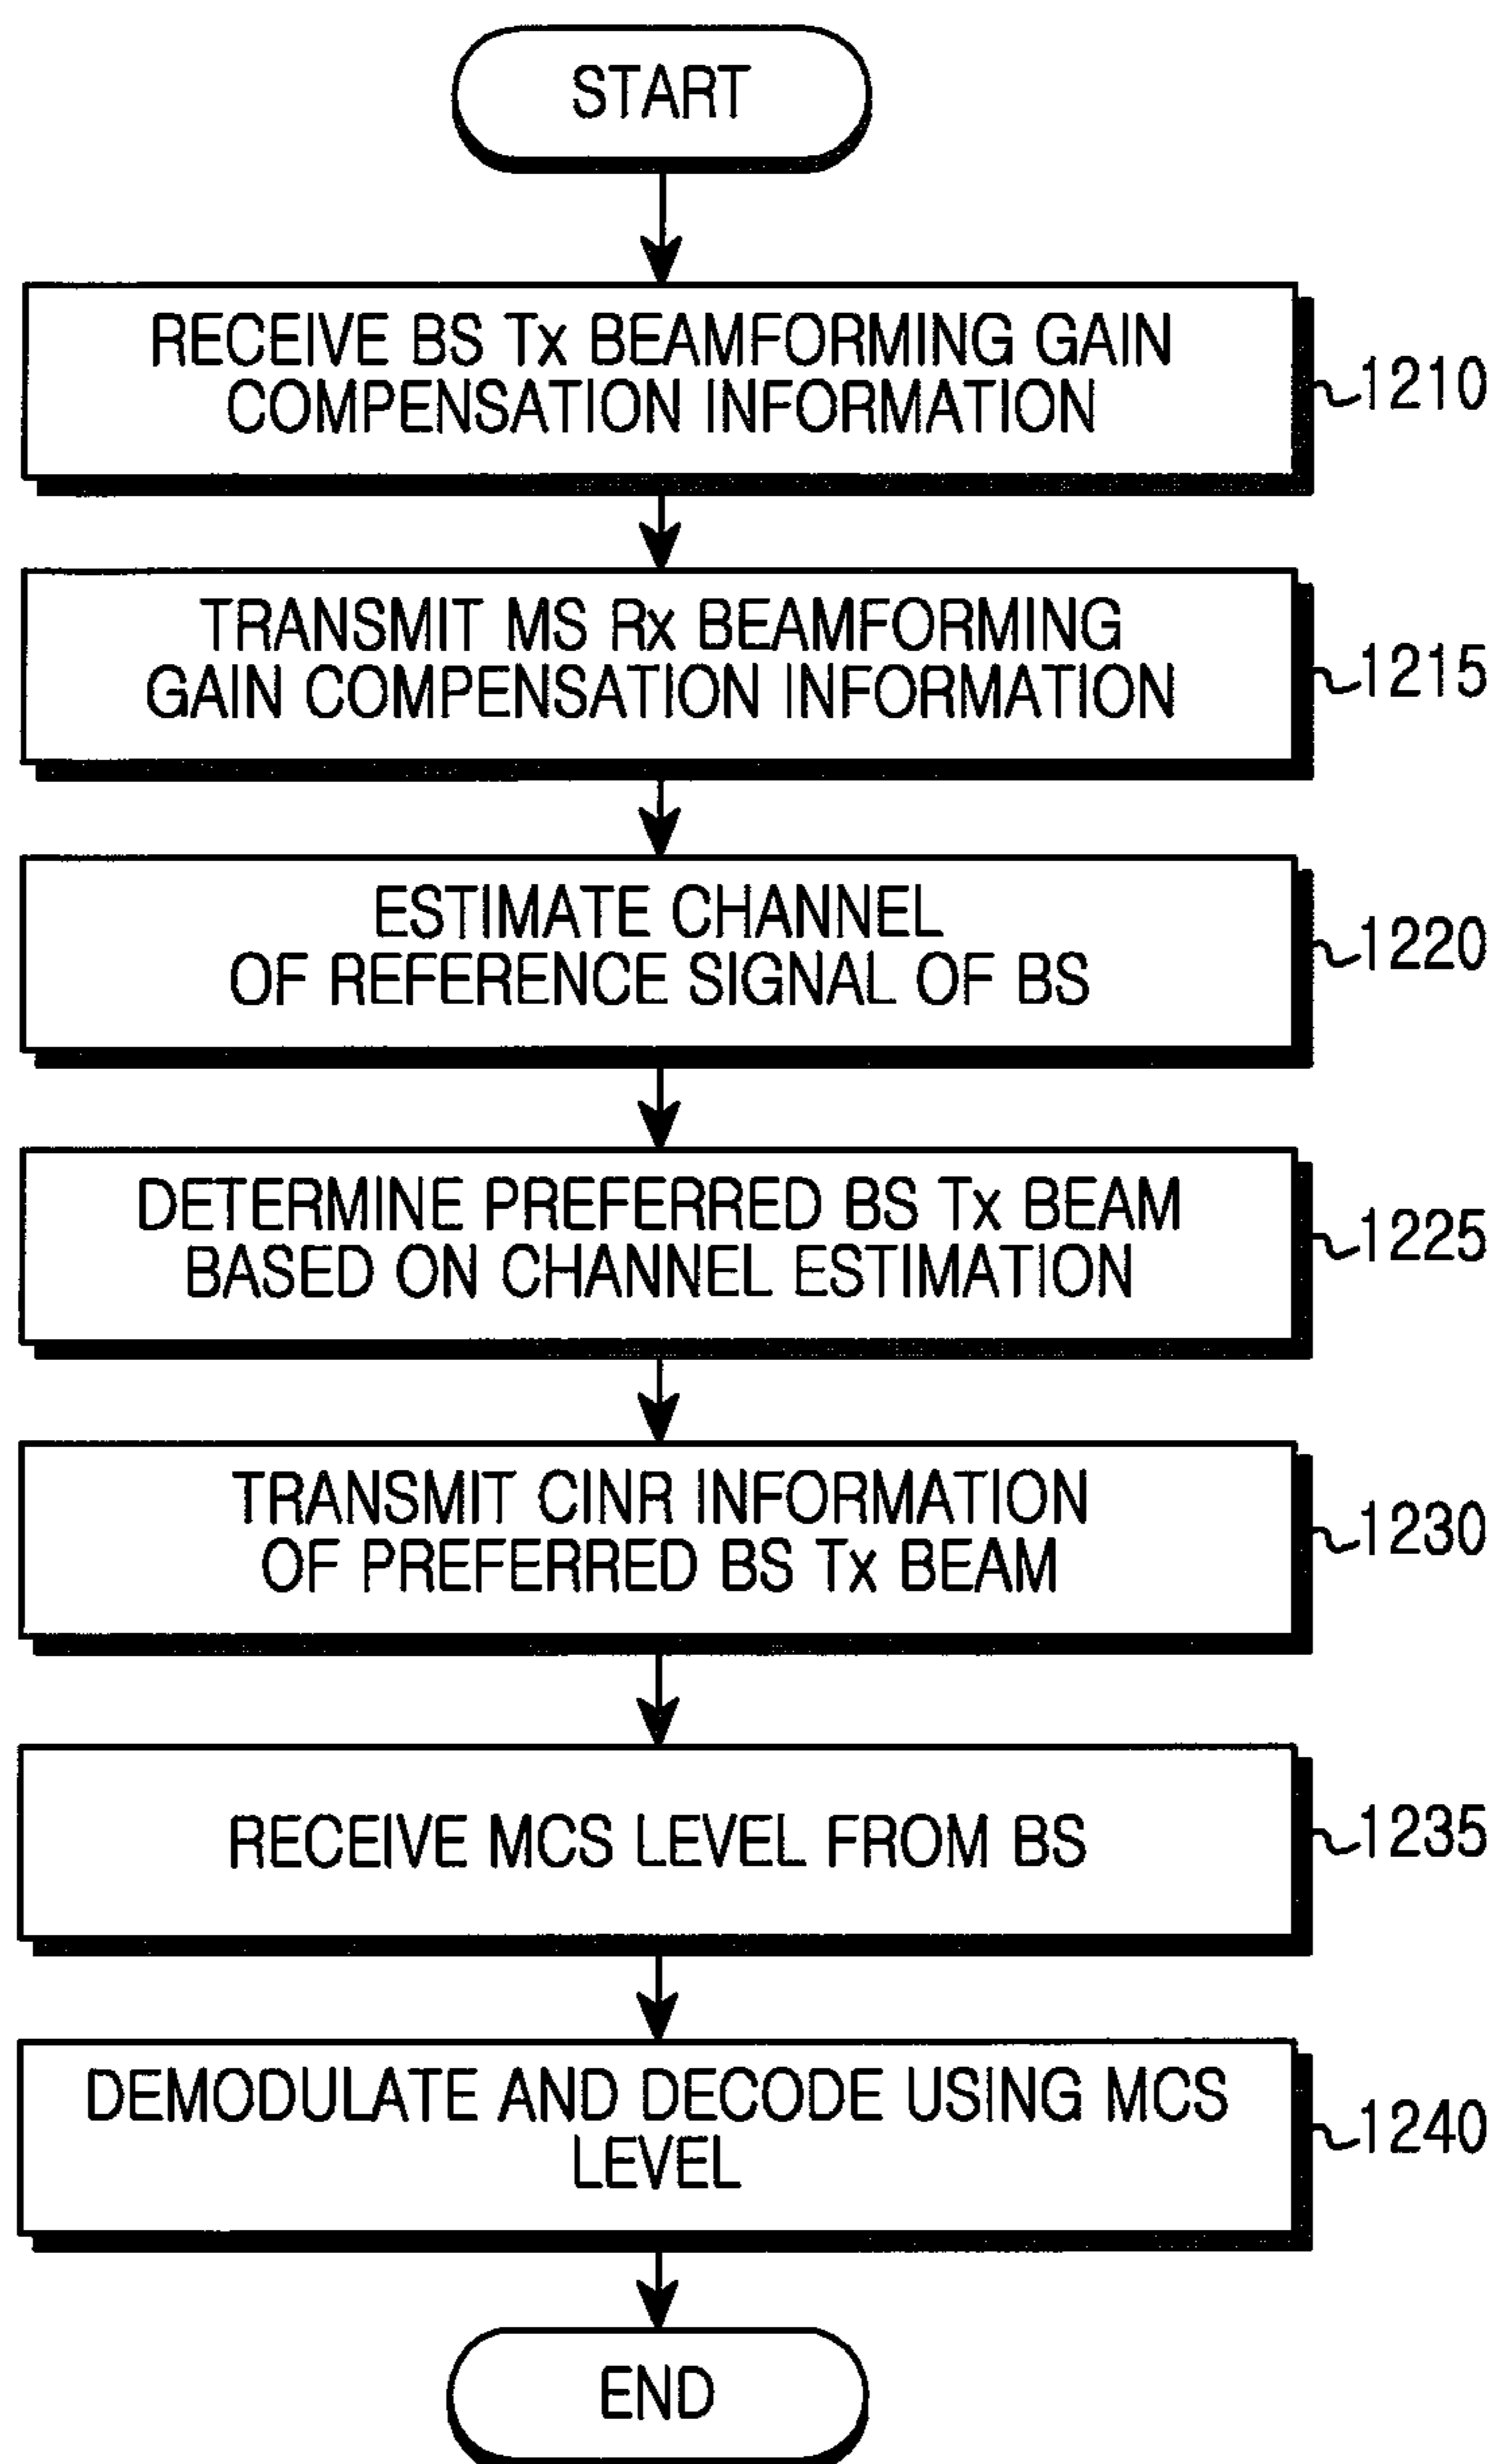 START
RECEIVE BS Tx BEAMFORMING GAIN
COMPENSATION INFORMATION
1210
TRANSMIT MS Rx BEAMFORMING
GAIN COMPENSATION INFORMATION
1215
ESTIMATE CHANNEL
OF REFERENCE SIGNAL OF BS
1220
DETERMINE PREFERRED BS Tx BEAM
BASED ON CHANNEL ESTIMATION
1225
TRANSMIT CINR INFORMATION
OF PREFERRED BS Tx BEAM
1230
RECEIVE MCS LEVEL FROM BS
1235
DEMODULATE AND DECODE USING MCS
LEVEL
1240
END